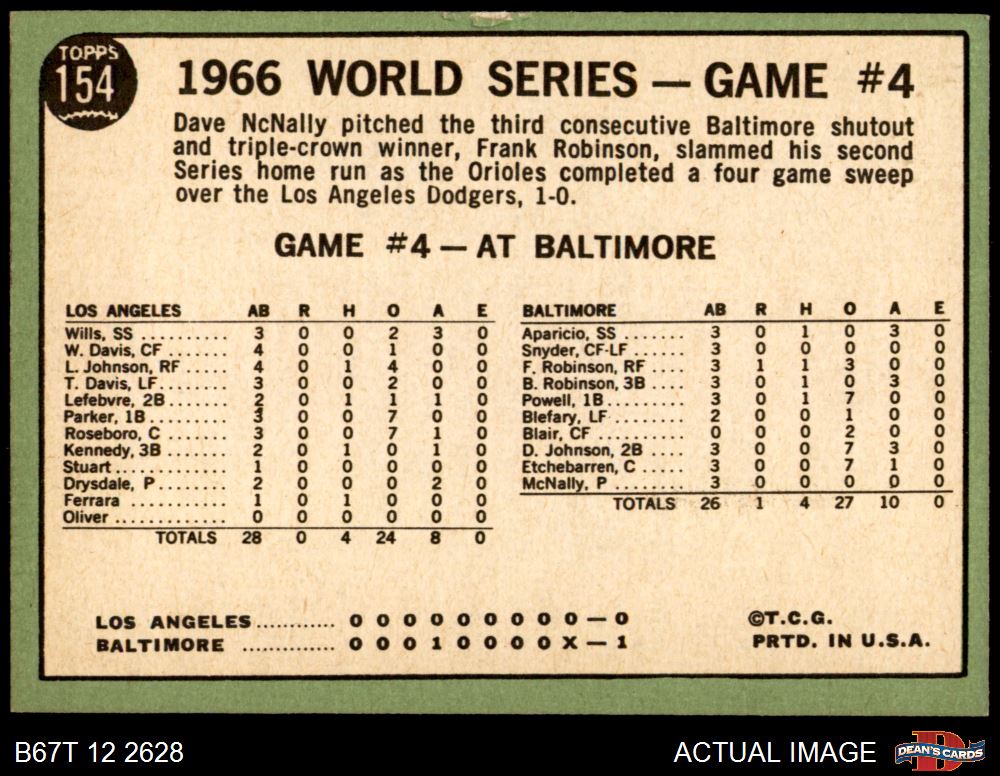 TOPPS
154
1966 WORLD SERIES — GAME #4
Dave NcNally pitched the third consecutive Baltimore shutout
and triple-crown winner, Frank Robinson, slammed his second
Series home run as the Orioles completed a four game sweep
over the Los Angeles Dodgers, 1-0.
GAME #4 — AT BALTIMORE
LOS ANGELES AB R H O A E
Wills, SS .......... 3 0 0 2 3 0
W. Davis, CF ....... 4 0 0 1 0 0
L. Johnson, RF ..... 4 0 1 4 0 0
T. Davis, LF........ 3 0 0 2 0 0
Lefebvre, 2B ....... 2 0 1 1 1 0
Parker, 1B ......... 3 0 0 7 0 0
Roseboro, C ........ 3 0 0 7 1 0
Kennedy, 3B ........ 2 0 1 0 1 0
Stuart ............. 1 0 0 0 0 0
Drysdale, P ........ 2 0 0 0 2 0
Ferrara ............ 1 0 1 0 0 0
Oliver ............. 0 0 0 0 0 0
TOTALS 28 0 4 24 8 0
BALTIMORE AB R H O A E
Aparicio, SS ....... 3 0 1 0 3 0
Snyder, CF-LF ...... 3 0 0 0 0 0
F. Robinson, RF .... 3 1 1 3 0 0
B. Robinson, 3B .... 3 0 1 0 3 0
Powell, 1B ......... 3 0 1 7 0 0
Blefary, LF ........ 2 0 0 1 0 0
Blair, CF .......... 0 0 0 2 0 0
D. Johnson, 2B ..... 3 0 0 7 3 0
Etchebarren, C ..... 3 0 0 7 1 0
McNally, P ......... 3 0 0 0 0 0
TOTALS 26 1 4 27 10 0
LOS ANGELES ............ 0 0 0 0 0 0 0 0 0 — 0
BALTIMORE .............. 0 0 0 1 0 0 0 0 X — 1
©T.C.G.
PRTD. IN U.S.A.
B67T 12 2628
ACTUAL IMAGE
D
DEAN'S CARDS